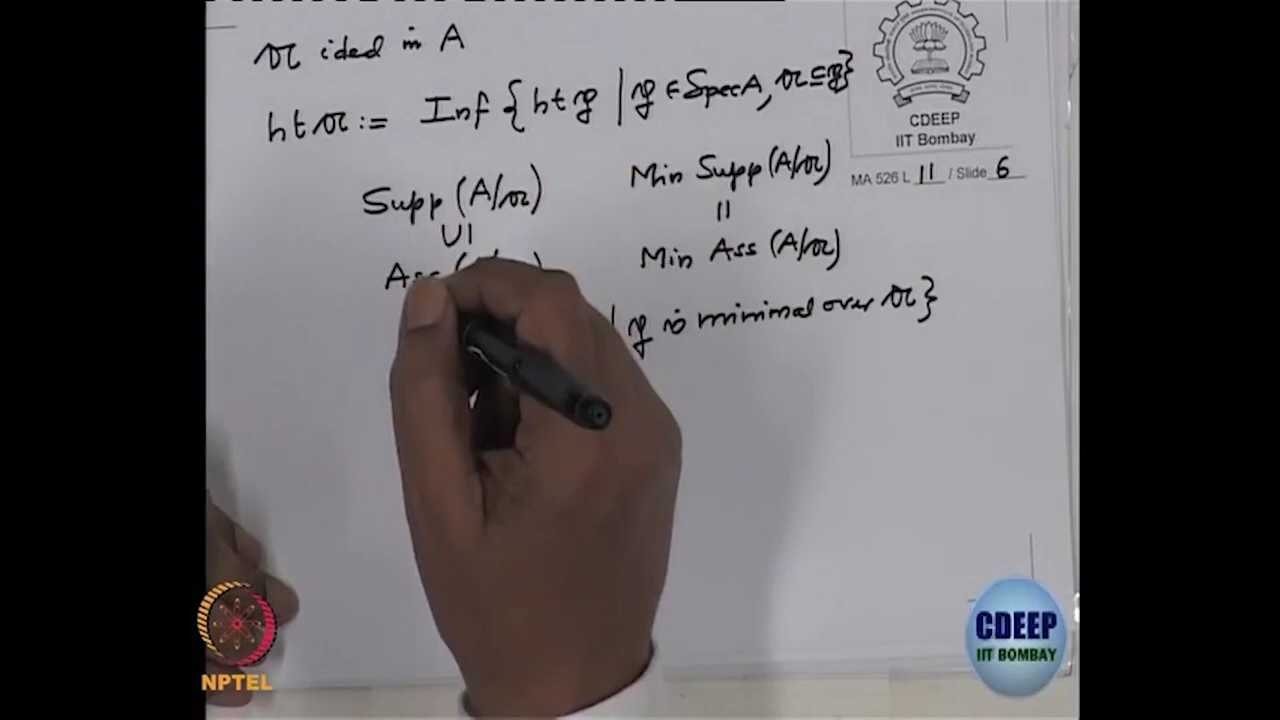 𝔄 ideal in A
ht 𝔄 := Inf { ht 𝔭 | 𝔭 ∈ Spec A, 𝔄 ⊆ 𝔭 }
CDEEP
IIT Bombay
MA 526 L 11 / Slide 6
Supp (A/𝔄) Min Supp (A/𝔄)
∪| ||
Ass ( Min Ass (A/𝔄)
| 𝔭 is minimal over 𝔄 }
NPTEL
CDEEP
IIT BOMBAY